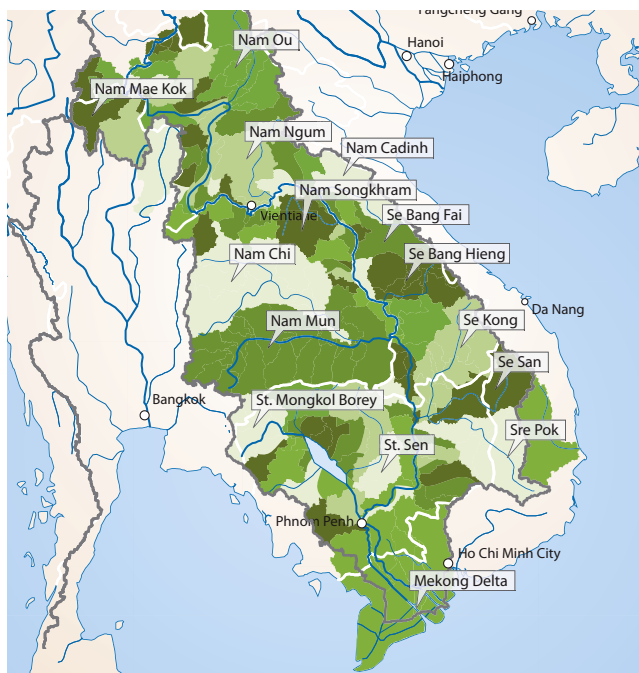 Yangcheng Gang
Nam Ou
Hanoi
Haiphong
Nam Mae Kok
Nam Ngum
Nam Cadinh
Nam Songkhram
Vientiane
Se Bang Fai
Nam Chi
Se Bang Hieng
Da Nang
Nam Mun
Se Kong
Se San
St. Mongkol Borey
Bangkok
Sre Pok
St. Sen
Phnom Penh
Ho Chi Minh City
Mekong Delta